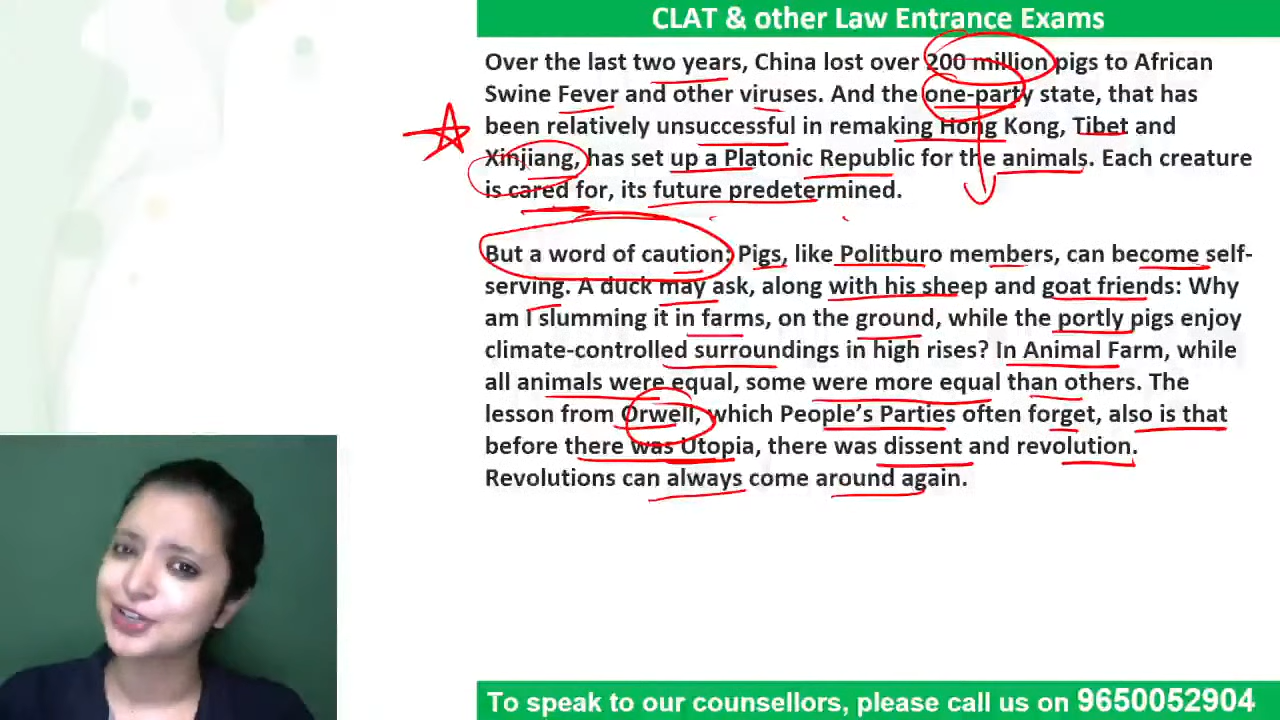 CLAT & other Law Entrance Exams
Over the last two years, China lost over 200 million pigs to African
Swine Fever and other viruses. And the one-party state, that has
been relatively unsuccessful in remaking Hong Kong, Tibet and
Xinjiang, has set up a Platonic Republic for the animals. Each creature
is cared for, its future predetermined.
But a word of caution: Pigs, like Politburo members, can become self-
serving. A duck may ask, along with his sheep and goat friends: Why
am I slumming it in farms, on the ground, while the portly pigs enjoy
climate-controlled surroundings in high rises? In Animal Farm, while
all animals were equal, some were more equal than others. The
lesson from Orwell, which People's Parties often forget, also is that
before there was Utopia, there was dissent and revolution.
Revolutions can always come around again.
To speak to our counsellors, please call us on 9650052904